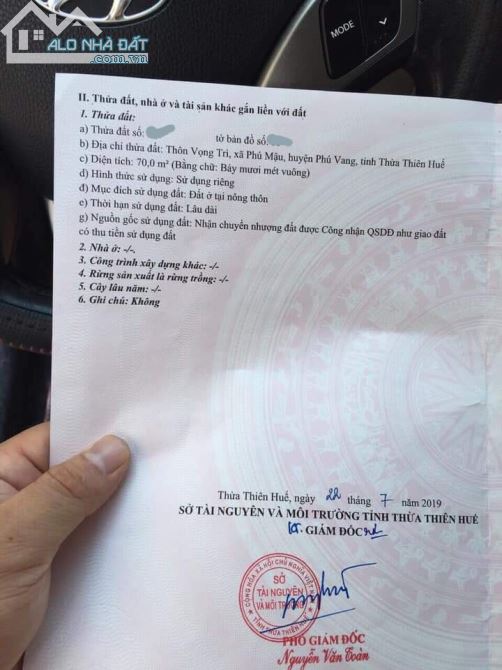 ALO NHÀ ĐẤT
.com.vn
MODE
II. Thửa đất, nhà ở và tài sản khác gắn liền với đất
1. Thửa đất:
a) Thửa đất số: tờ bản đồ số:
b) Địa chỉ thửa đất: Thôn Vọng Trì, xã Phú Mậu, huyện Phú Vang, tỉnh Thừa Thiên Huế
c) Diện tích: 70,0 m² (Bằng chữ: Bảy mươi mét vuông)
d) Hình thức sử dụng: Sử dụng riêng
đ) Mục đích sử dụng đất: Đất ở tại nông thôn
e) Thời hạn sử dụng đất: Lâu dài
g) Nguồn gốc sử dụng đất: Nhận chuyển nhượng đất được Công nhận QSDĐ như giao đất
có thu tiền sử dụng đất
2. Nhà ở: -/-.
3. Công trình xây dựng khác: -/-
4. Rừng sản xuất là rừng trồng: -/-
5. Cây lâu năm: -/-
6. Ghi chú: Không
Thừa Thiên Huế, ngày 22 tháng 7 năm 2019
SỞ TÀI NGUYÊN VÀ MÔI TRƯỜNG TỈNH THỪA THIÊN HUẾ
KT. GIÁM ĐỐC
CỘNG HÒA XÃ HỘI CHỦ NGHĨA VIỆT NAM
SỞ
TÀI NGUYÊN
VÀ MÔI TRƯỜNG
TỈNH THỪA THIÊN HUẾ
PHÓ GIÁM ĐỐC
Nguyễn Văn Toàn